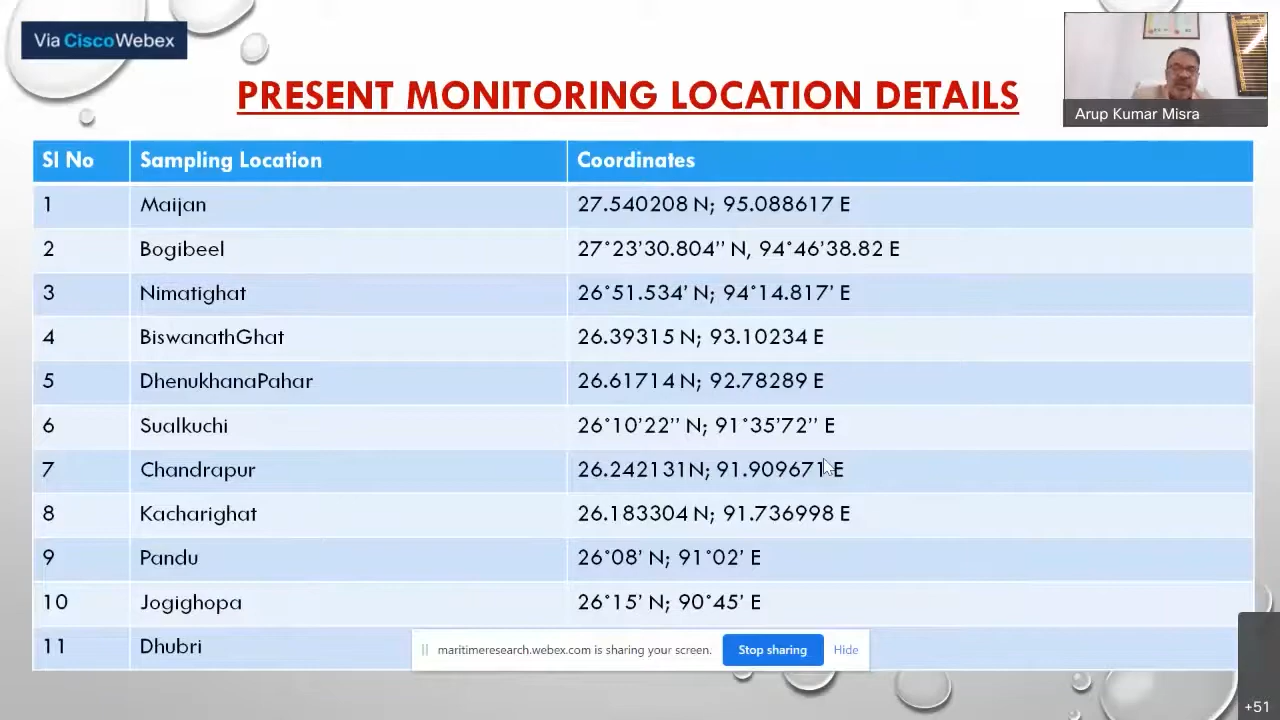 Via CiscoWebex
PRESENT MONITORING LOCATION DETAILS
Arup Kumar Misra
Sl No Sampling Location Coordinates
1 Maijan 27.540208 N; 95.088617 E
2 Bogibeel 27°23'30.804'' N, 94°46'38.82 E
3 Nimatighat 26°51.534' N; 94°14.817' E
4 BiswanathGhat 26.39315 N; 93.10234 E
5 DhenukhanaPahar 26.61714 N; 92.78289 E
6 Sualkuchi 26°10'22'' N; 91°35'72'' E
7 Chandrapur 26.242131N; 91.909671 E
8 Kacharighat 26.183304 N; 91.736998 E
9 Pandu 26°08' N; 91°02' E
10 Jogighopa 26°15' N; 90°45' E
11 Dhubri
maritimeresearch.webex.com is sharing your screen. Stop sharing Hide
+51